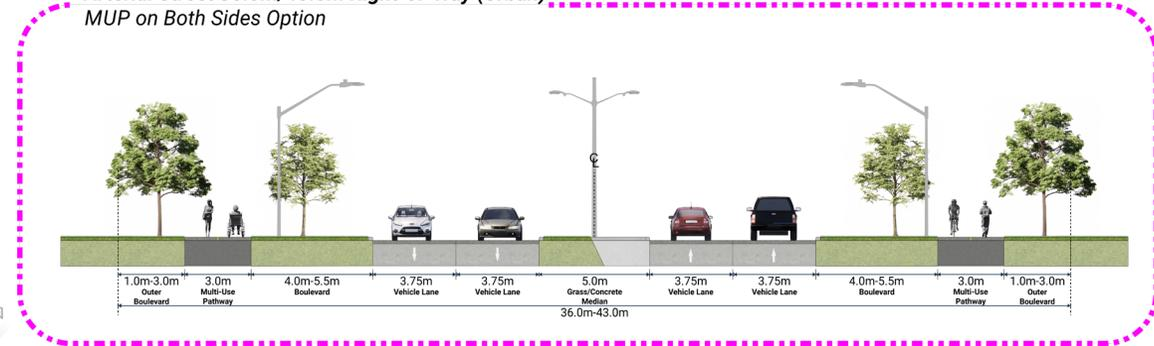 MUP on Both Sides Option
℄
1.0m-3.0m
Outer
Boulevard
3.0m
Multi-Use
Pathway
4.0m-5.5m
Boulevard
3.75m
Vehicle Lane
3.75m
Vehicle Lane
5.0m
Grass/Concrete
Median
3.75m
Vehicle Lane
3.75m
Vehicle Lane
4.0m-5.5m
Boulevard
3.0m
Multi-Use
Pathway
1.0m-3.0m
Outer
Boulevard
36.0m-43.0m